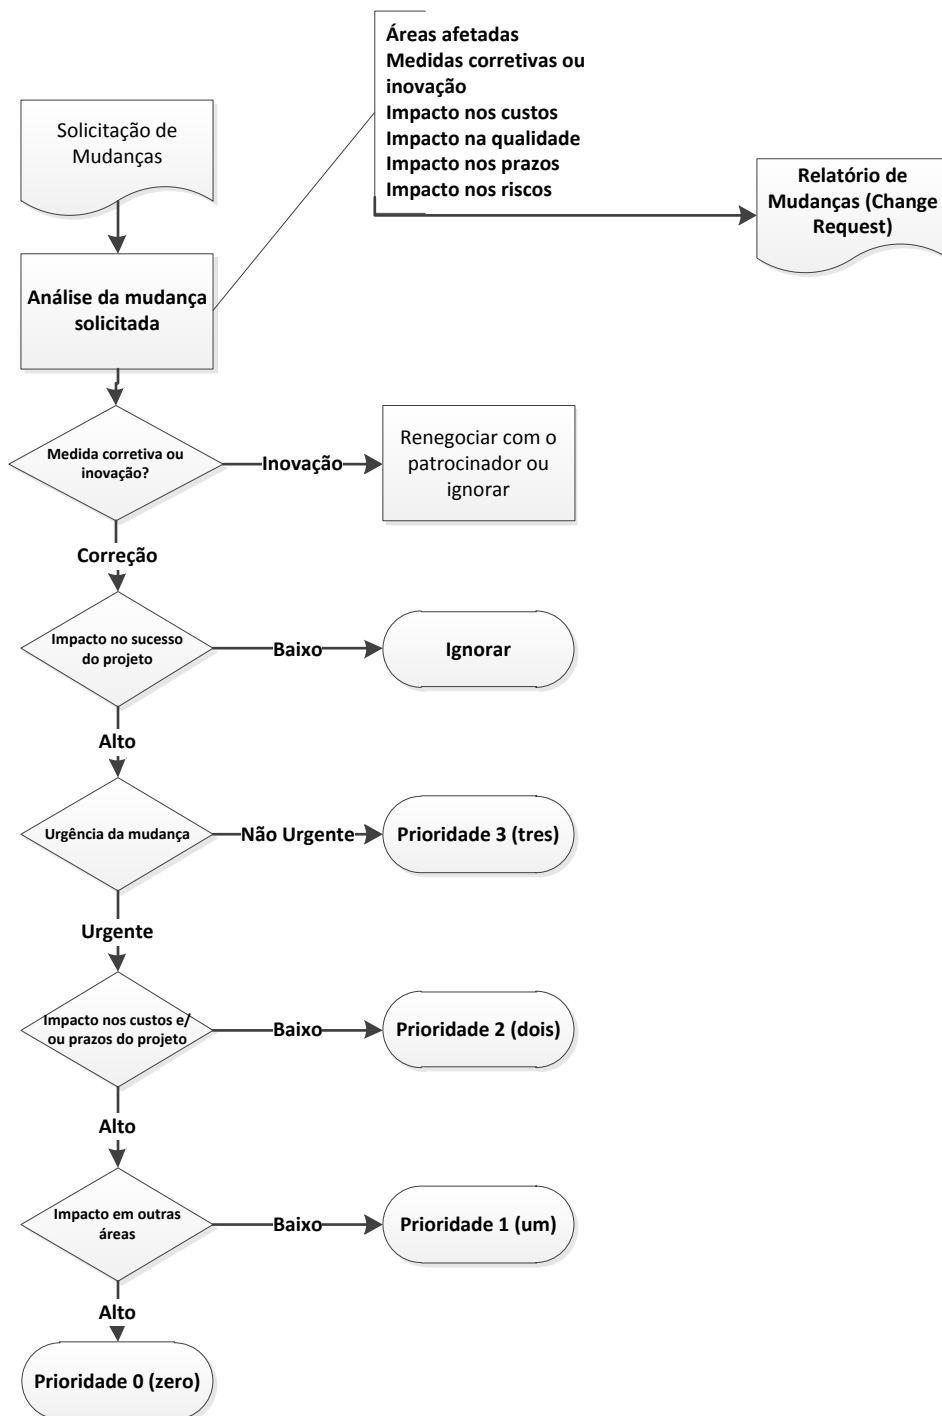 Áreas afetadas
Medidas corretivas ou
inovação
Impacto nos custos
Impacto na qualidade
Impacto nos prazos
Impacto nos riscos
Solicitação de
Mudanças
Relatório de
Mudanças (Change
Request)
Análise da mudança
solicitada
Medida corretiva ou
inovação?
Inovação
Renegociar com o
patrocinador ou
ignorar
Correção
Impacto no sucesso
do projeto
Baixo
Ignorar
Alto
Urgência da mudança
Não Urgente
Prioridade 3 (tres)
Urgente
Impacto nos custos e/
ou prazos do projeto
Baixo
Prioridade 2 (dois)
Alto
Impacto em outras
áreas
Baixo
Prioridade 1 (um)
Alto
Prioridade 0 (zero)